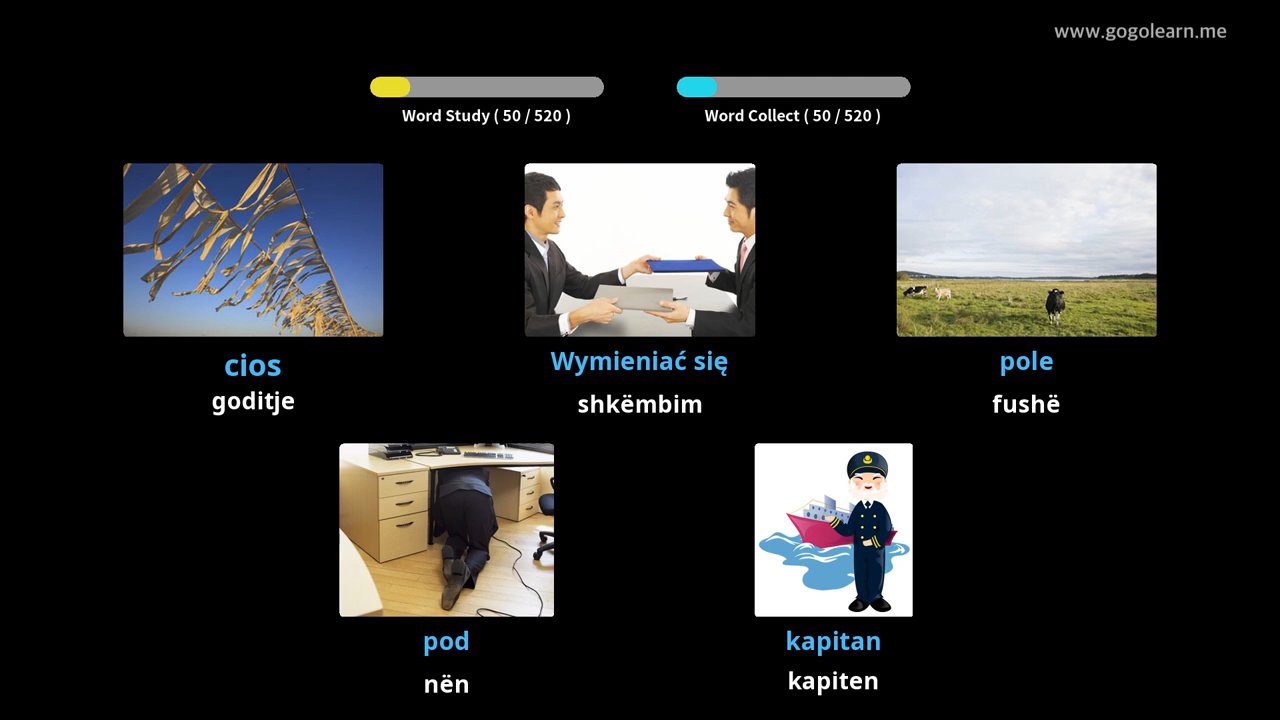 www.gogolearn.me
Word Study ( 50 / 520 )
Word Collect ( 50 / 520 )
cios
goditje
Wymieniać się
shkëmbim
pole
fushë
pod
nën
kapitan
kapiten